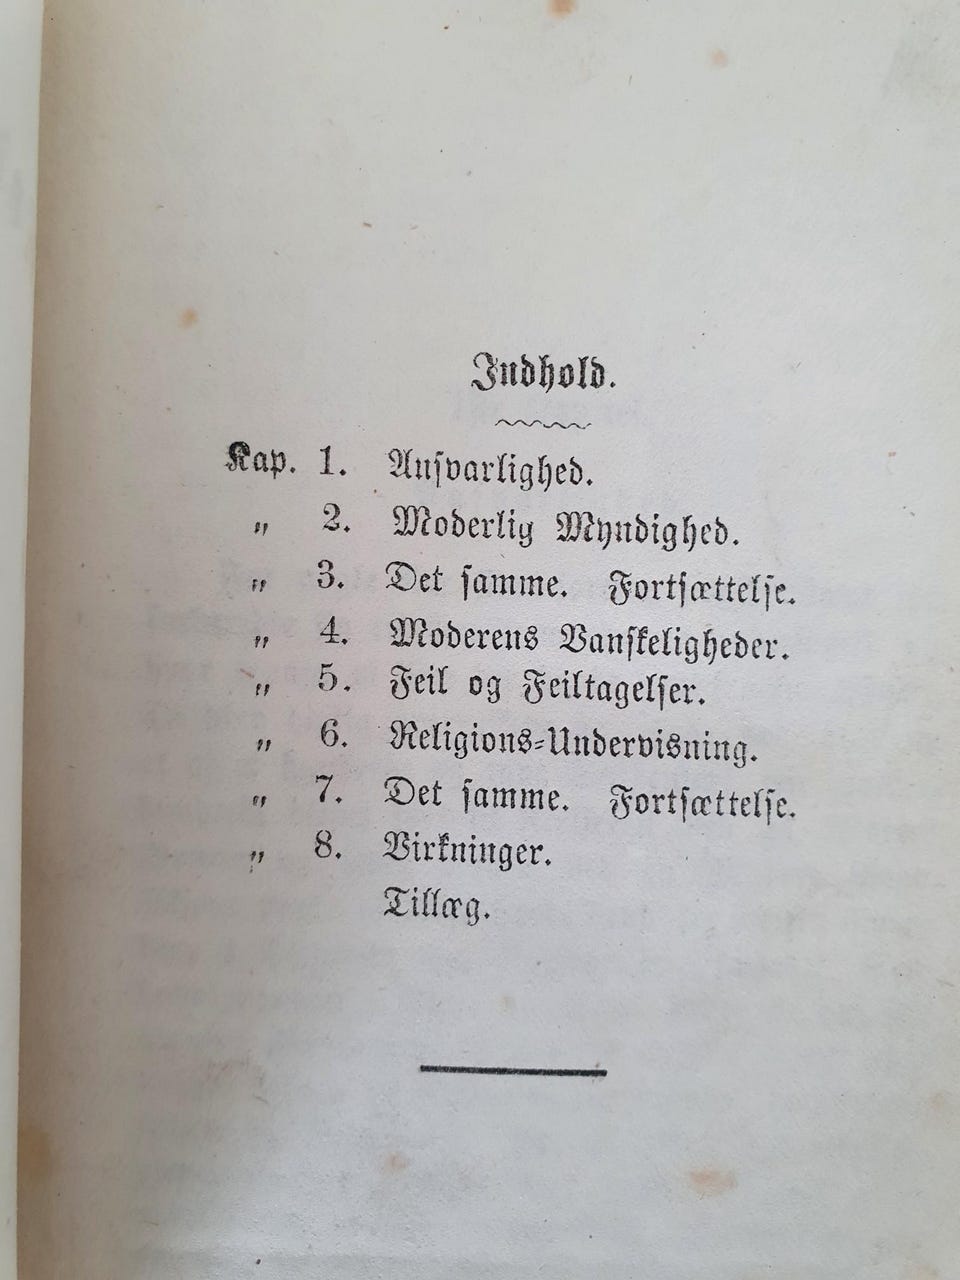 Indhold.
Kap. 1. Ansvarlighed.
„ 2. Moderlig Myndighed.
„ 3. Det samme. Fortsættelse.
„ 4. Moderens Vanskeligheder.
„ 5. Feil og Feiltagelser.
„ 6. Religions-Undervisning.
„ 7. Det samme. Fortsættelse.
„ 8. Virkninger.
Tillæg.